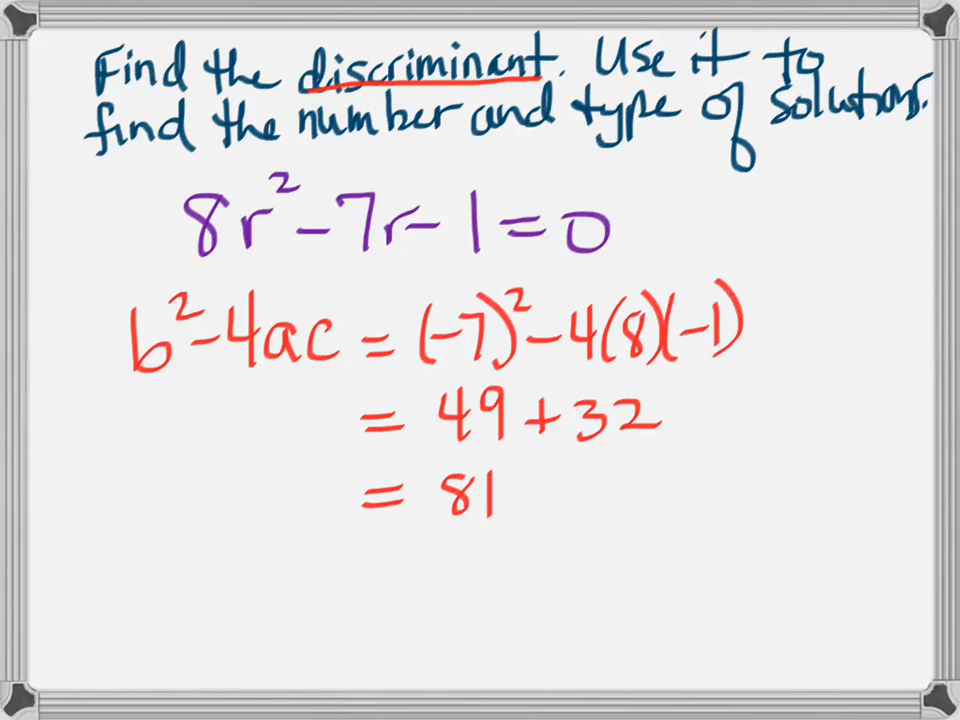 Find the discriminant. Use it to
find the number and type of solutions.
8r² - 7r - 1 = 0
b² - 4ac = (-7)² - 4(8)(-1)
= 49 + 32
= 81